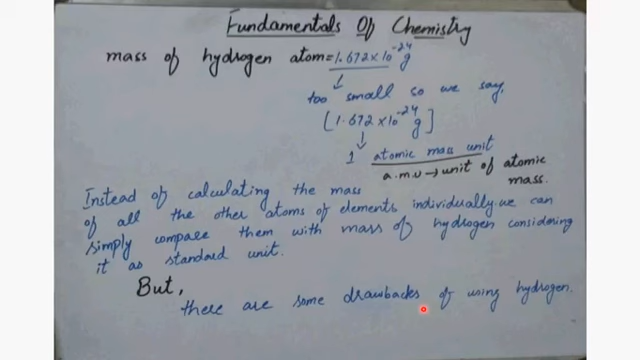 Fundamentals Of Chemistry
mass of hydrogen atom = 1.672×10⁻²⁴ g
too small so we say,
[1.672×10⁻²⁴ g]
1 atomic mass unit
a.m.u → unit of atomic mass.
Instead of calculating the mass
of all the other atoms of elements individually. we can
simply compare them with mass of hydrogen considering
it as standard unit.
But,
there are some drawbacks of using hydrogen.